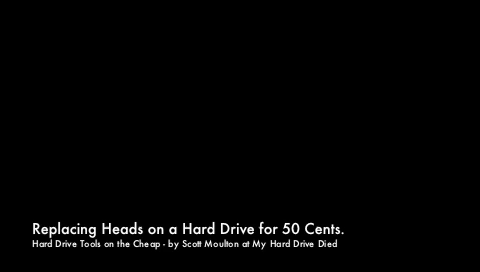 Replacing Heads on a Hard Drive for 50 Cents.
Hard Drive Tools on the Cheap - by Scott Moulton at My Hard Drive Died